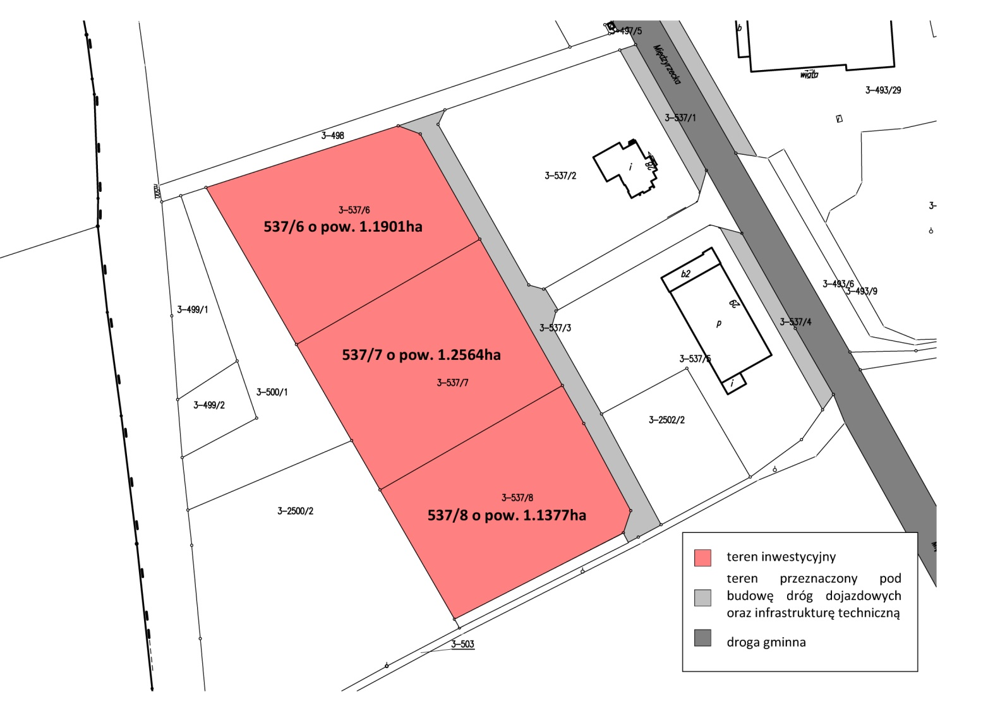 3-497/5
b
Międzyrzecka
wiata
3-493/29
3-537/1
3-498
i
28
3-537/2
3-
3-537/6
537/6 o pow. 1.1901ha
b2
3-493/6
3-493/9
29
3-499/1
3-537/3
p
3-537/4
537/7 o pow. 1.2564ha
3-537/5
3-537/7
i
3-500/1
3-499/2
3-2502/2
3-537/8
3-2500/2
537/8 o pow. 1.1377ha
3-503
teren inwestycyjny
teren przeznaczony pod
budowę dróg dojazdowych
oraz infrastrukturę techniczną
droga gminna